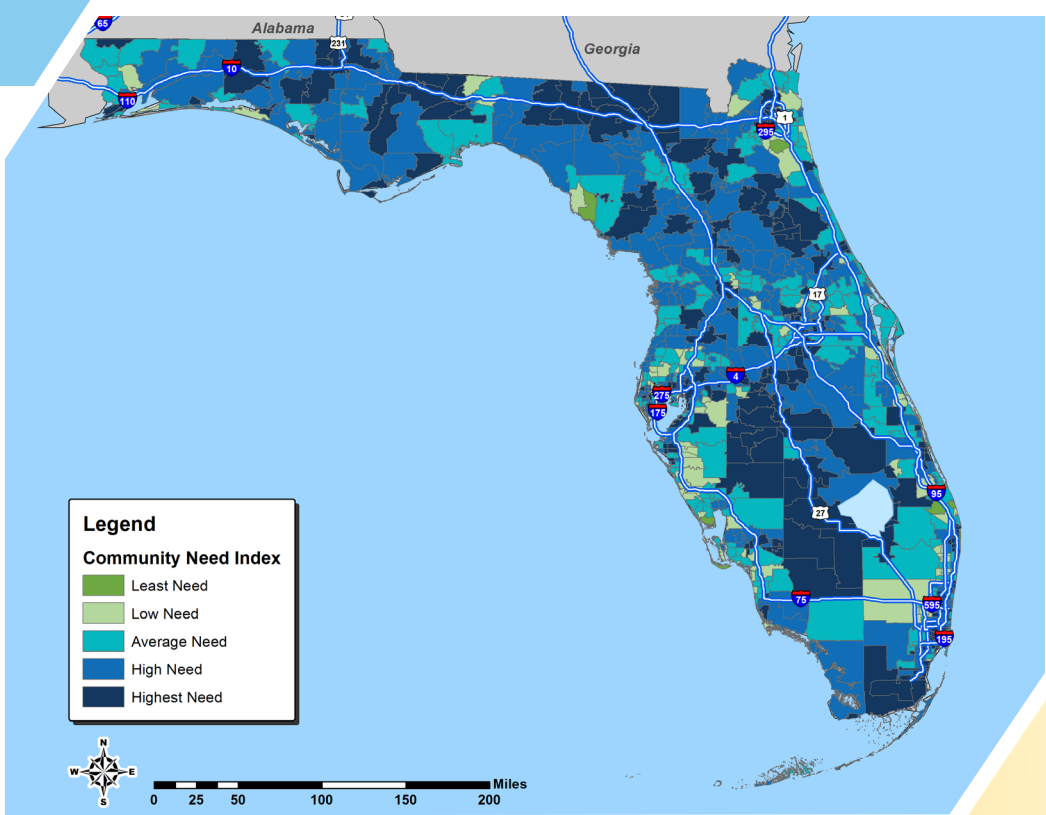 65
Alabama
231
Georgia
10
110
1
295
17
4
275
175
95
27
75
595
195
Legend
Community Need Index
Least Need
Low Need
Average Need
High Need
Highest Need
N
W E
S
Miles
0 25 50 100 150 200